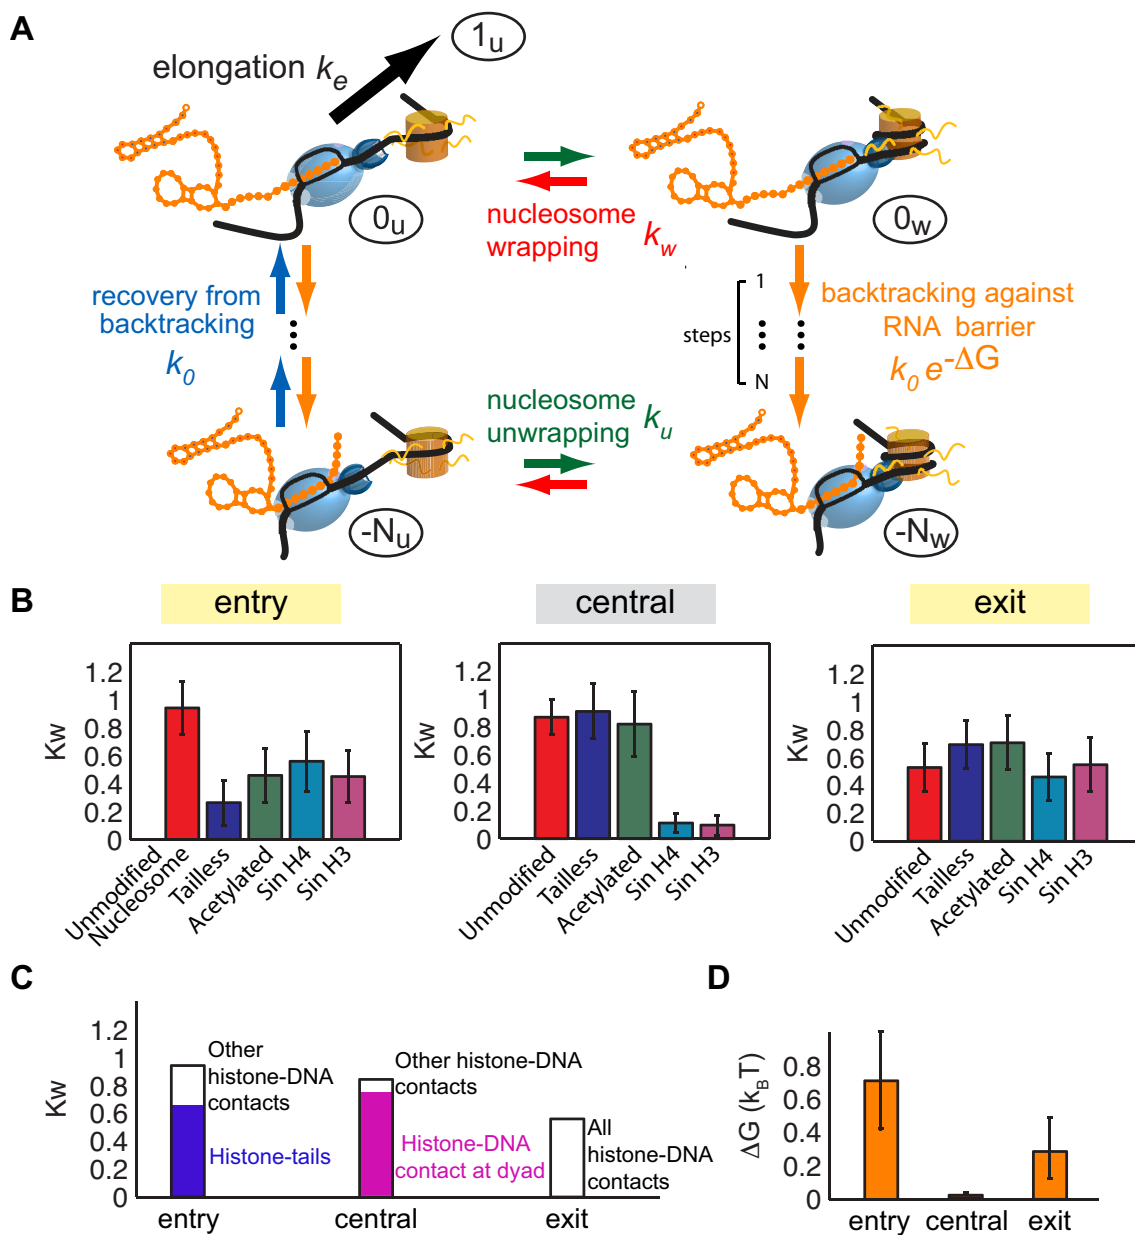 A
elongation k_e
1_u
0_u
0_w
nucleosome
wrapping k_w
recovery from
backtracking
k_0
steps
1
N
backtracking against
RNA barrier
k_0 e^-ΔG
nucleosome
unwrapping k_u
-N_u
-N_w
B
entry
central
exit
Kw
1.2
1
0.8
0.6
0.4
0.2
0
Unmodified
Nucleosome
Tailless
Acetylated
Sin H4
Sin H3
Kw
1.2
1
0.8
0.6
0.4
0.2
0
Unmodified
Tailless
Acetylated
Sin H4
Sin H3
Kw
1.2
1
0.8
0.6
0.4
0.2
0
Unmodified
Tailless
Acetylated
Sin H4
Sin H3
C
Kw
1.2
1
0.8
0.6
0.4
0.2
0
Other
histone-DNA
contacts
Histone-tails
Other histone-DNA
contacts
Histone-DNA
contact at dyad
All
histone-DNA
contacts
entry
central
exit
D
ΔG (k_BT)
0.8
0.6
0.4
0.2
0
entry
central
exit